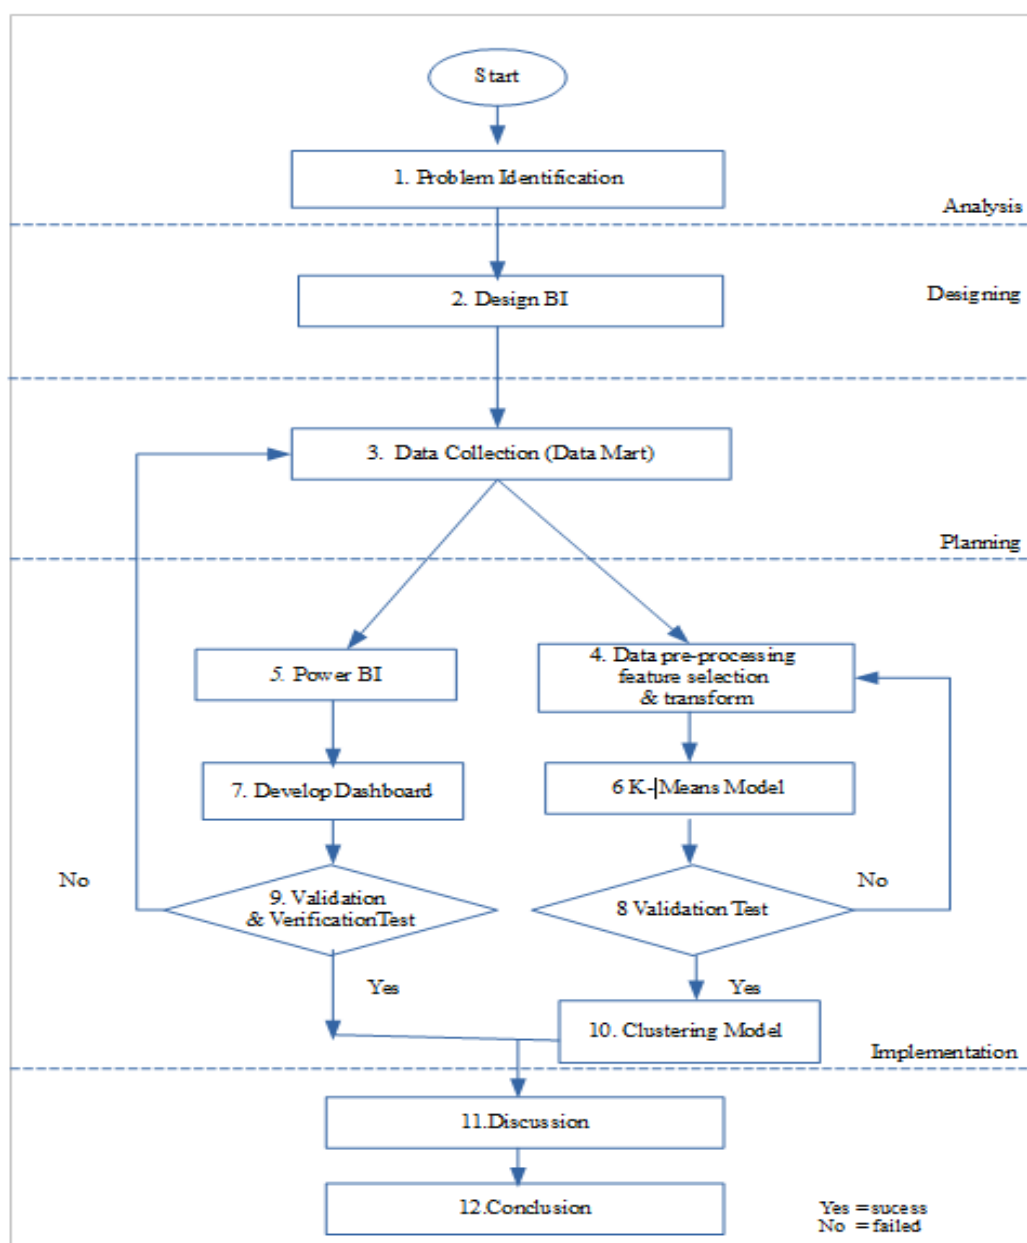 Start
1. Problem Identification
Analysis
Designing
2. Design BI
3. Data Collection (Data Mart)
Planning
5. Power BI
4. Data pre-processing
feature selection
& transform
7. Develop Dashboard
6 K-Means Model
No
9. Validation
& Verification Test
8 Validation Test
No
Yes
Yes
10. Clustering Model
Implementation
11.Discussion
12.Conclusion
Yes = sucess
No = failed